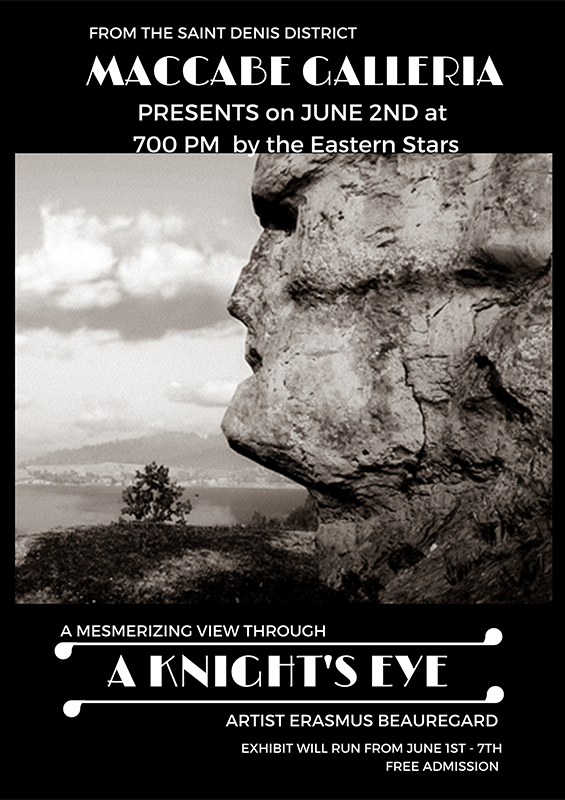 FROM THE SAINT DENIS DISTRICT
MACCABE GALLERIA
PRESENTS on JUNE 2ND at
700 PM by the Eastern Stars
A MESMERIZING VIEW THROUGH
A KNIGHT'S EYE
ARTIST ERASMUS BEAUREGARD
EXHIBIT WILL RUN FROM JUNE 1ST - 7TH
FREE ADMISSION